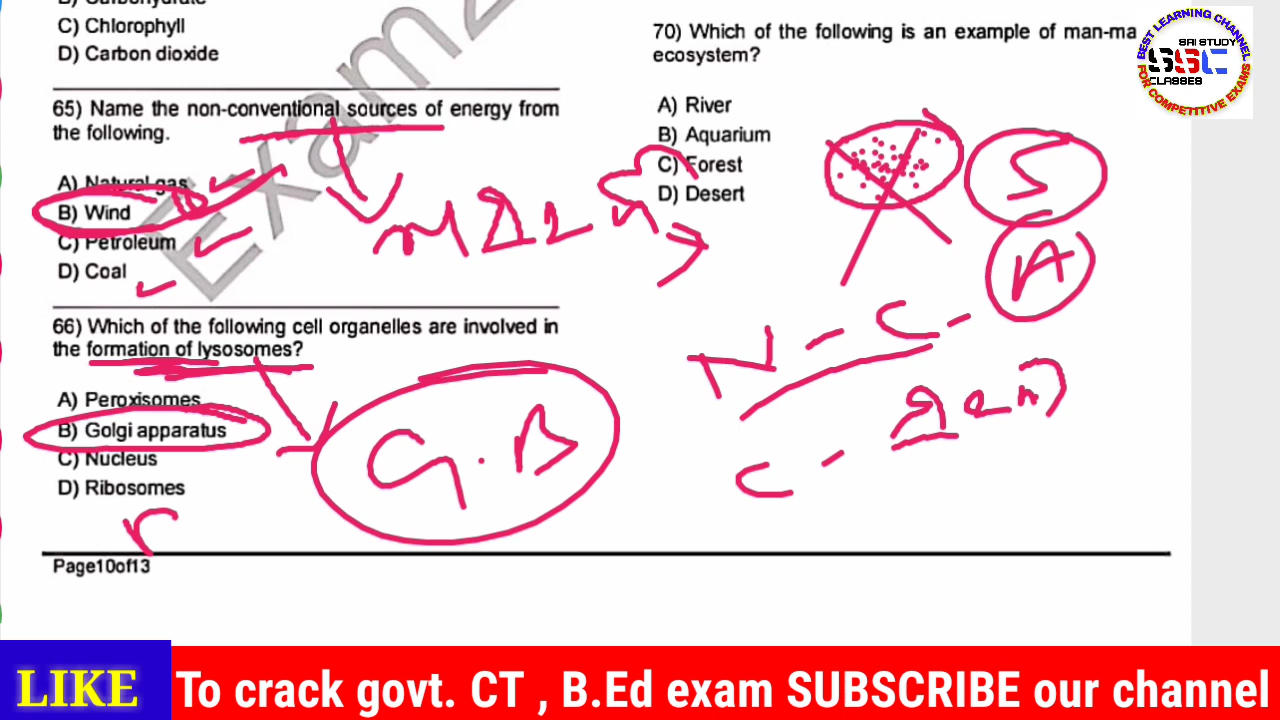 C) Chlorophyll
D) Carbon dioxide
65) Name the non-conventional sources of energy from
the following.
A) Natural gas
B) Wind
C) Petroleum
D) Coal
66) Which of the following cell organelles are involved in
the formation of lysosomes?
A) Peroxisomes
B) Golgi apparatus
C) Nucleus
D) Ribosomes
G.B
r
Page10of13
70) Which of the following is an example of man-ma
ecosystem?
A) River
B) Aquarium
C) Forest
D) Desert
S
A
N - C -
C -
BEST LEARNING CHANNEL
SAI STUDY
SSC
CLASSES
FOR COMPETITIVE EXAMS
LIKE
To crack govt. CT , B.Ed exam SUBSCRIBE our channel